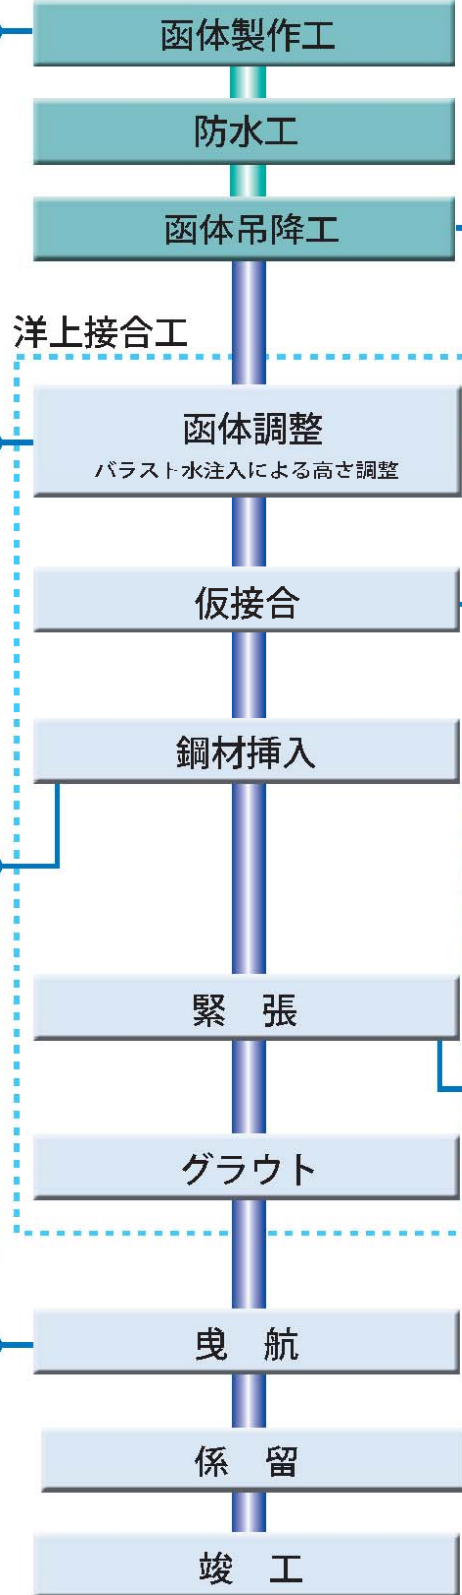 函体製作工
防水工
函体吊降工
洋上接合工
函体調整
バラスト水注入による高さ調整
仮接合
鋼材挿入
緊　張
グラウト
曳　航
係　留
竣　工